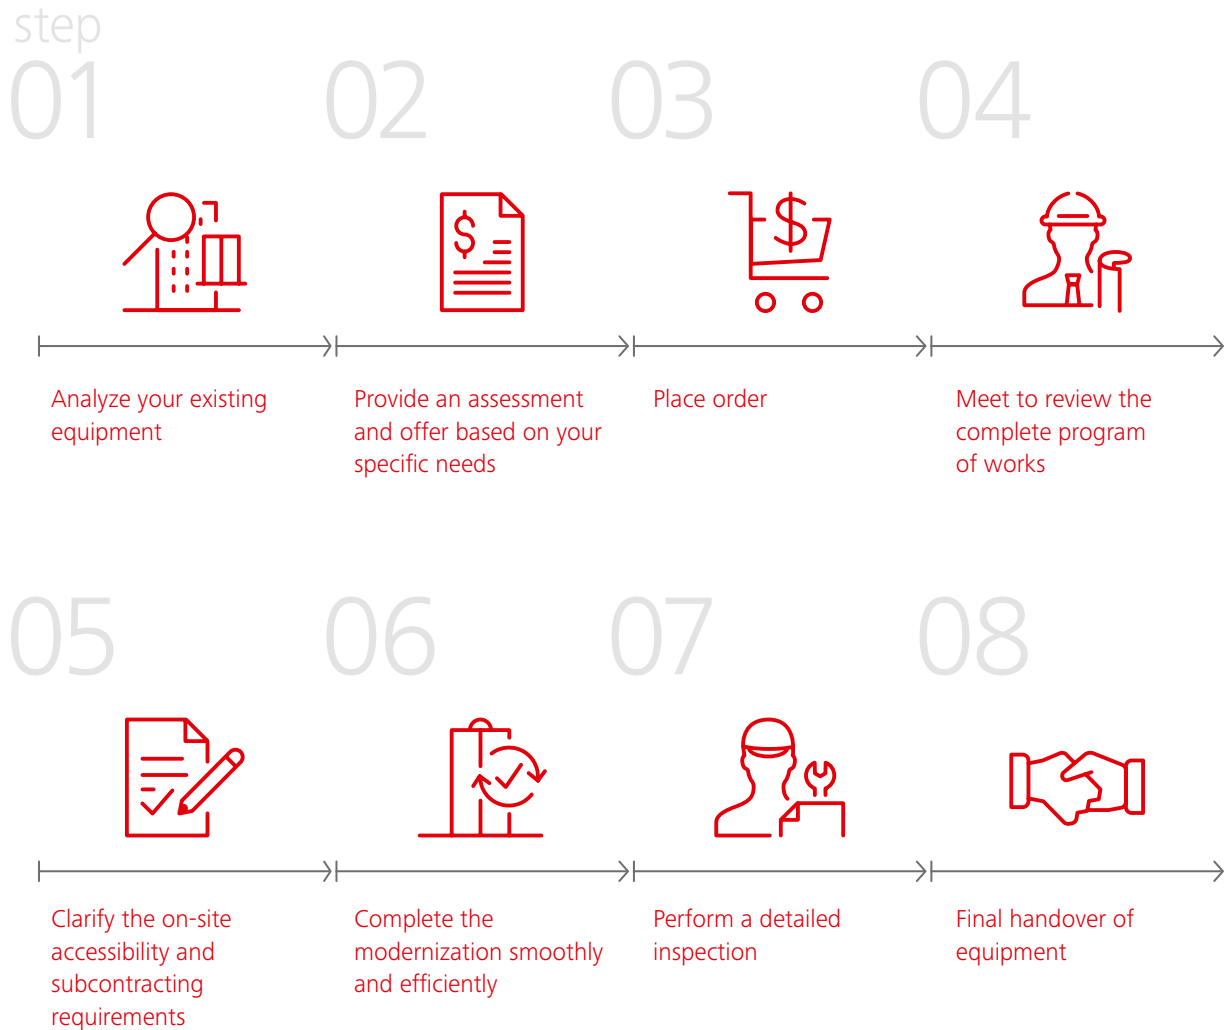 step
01 02 03 04
$ $
Analyze your existing
equipment
Provide an assessment
and offer based on your
specific needs
Place order
Meet to review the
complete program
of works
05 06 07 08
Clarify the on-site
accessibility and
subcontracting
requirements
Complete the
modernization smoothly
and efficiently
Perform a detailed
inspection
Final handover of
equipment